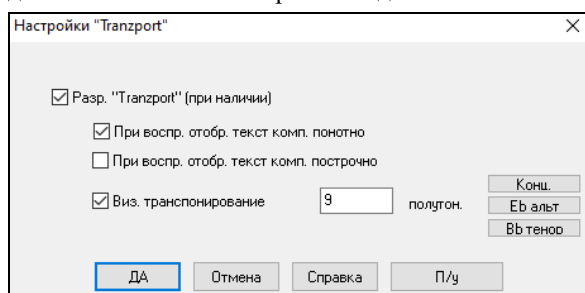 Настройки "Tranzport"
Разр. "Tranzport" (при наличии)
При воспр. отобр. текст комп. понотно
При воспр. отобр. текст комп. построчно
Виз. транспонирование 9 полутон.
Конц.
Eb альт
Bb тенор
ДА Отмена Справка П/у